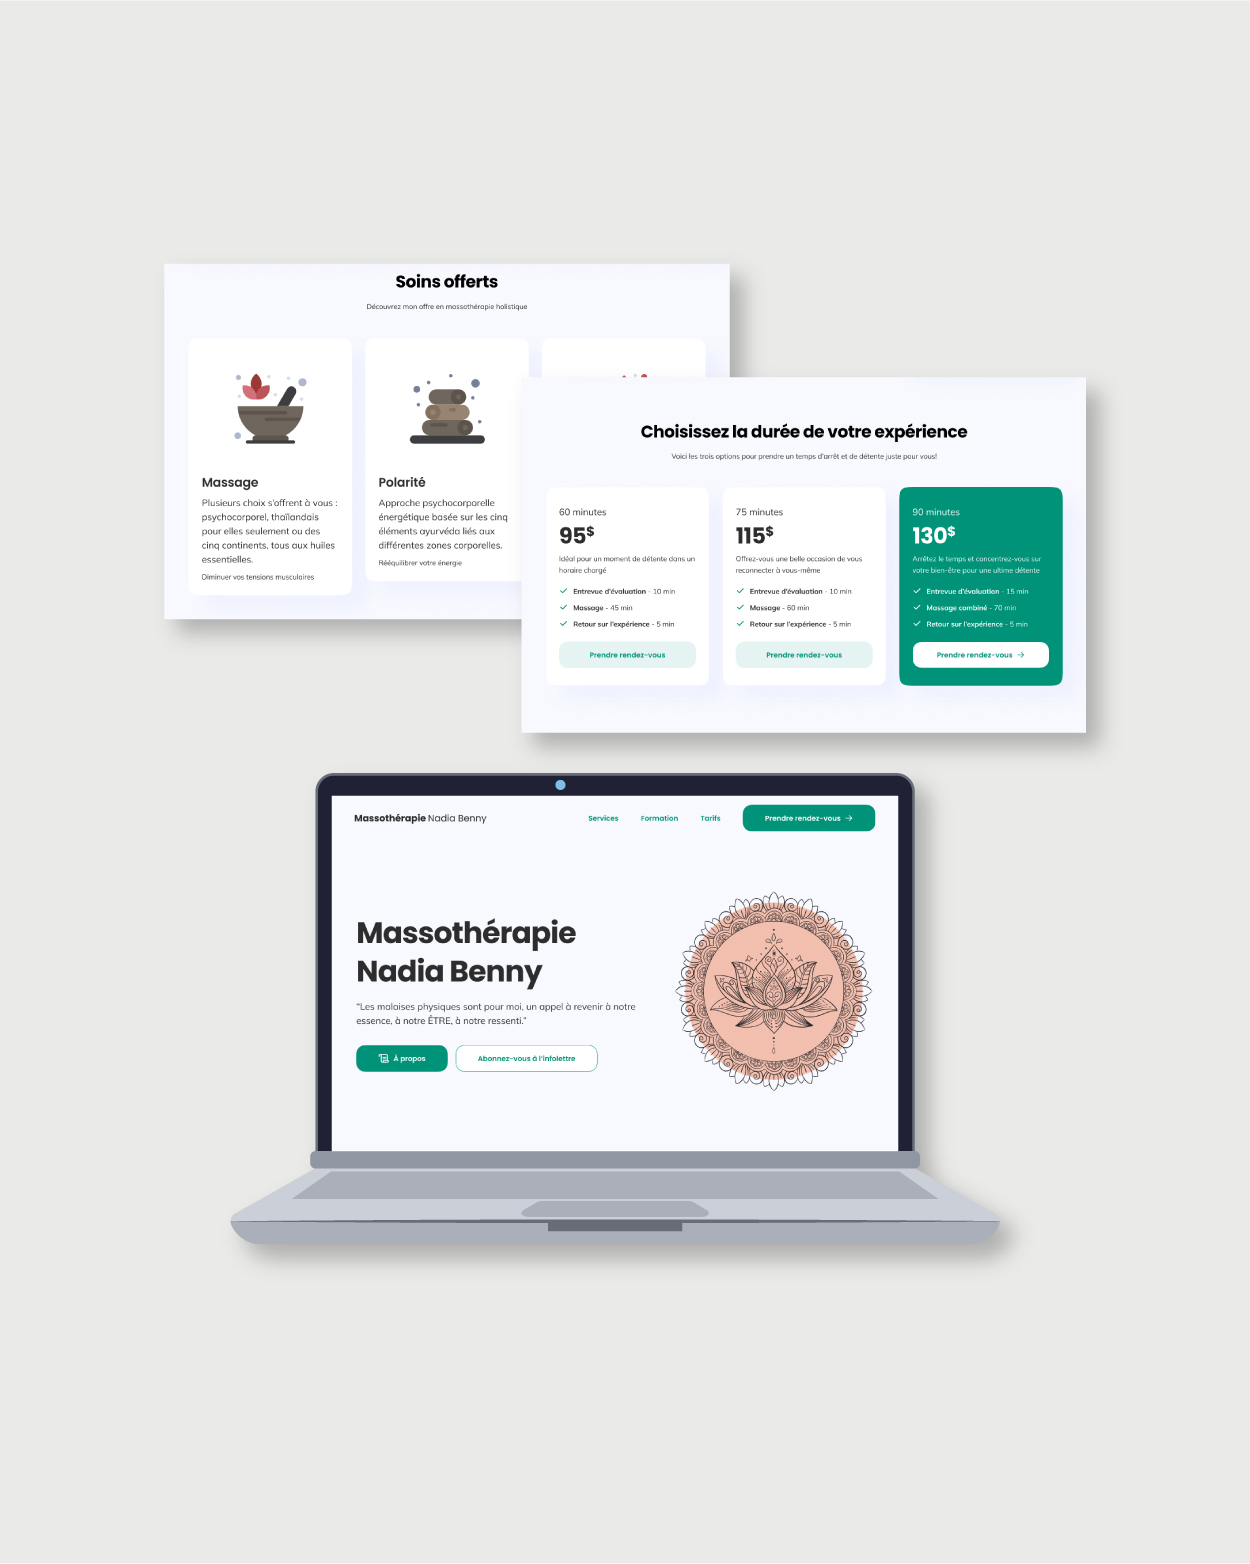 Soins offerts
Découvrez mon offre en massothérapie holistique
Massage
Plusieurs choix s'offrent à vous :
psychocorporel, thaïlandais
pour elles seulement ou des
cinq continents, tous aux huiles
essentielles.
Diminuer vos tensions musculaires
Polarité
Approche psychocorporelle
énergétique basée sur les cinq
éléments ayurvéda liés aux
différentes zones corporelles.
Rééquilibrer votre énergie
Choisissez la durée de votre expérience
Voici les trois options pour prendre un temps d'arrêt et de détente juste pour vous!
60 minutes
95$
Idéal pour un moment de détente dans un
horaire chargé
Entrevue d'évaluation - 10 min
Massage - 45 min
Retour sur l'expérience - 5 min
Prendre rendez-vous
75 minutes
115$
Offrez-vous une belle occasion de vous
reconnecter à vous-même
Entrevue d'évaluation - 10 min
Massage - 60 min
Retour sur l'expérience - 5 min
Prendre rendez-vous
90 minutes
130$
Arrêtez le temps et concentrez-vous sur
votre bien-être pour une ultime détente
Entrevue d'évaluation - 15 min
Massage combiné - 70 min
Retour sur l'expérience - 5 min
Prendre rendez-vous →
Massothérapie Nadia Benny
Services
Formation
Tarifs
Prendre rendez-vous →
Massothérapie
Nadia Benny
"Les malaises physiques sont pour moi, un appel à revenir à notre
essence, à notre ÊTRE, à notre ressenti."
À propos
Abonnez-vous à l'infolettre